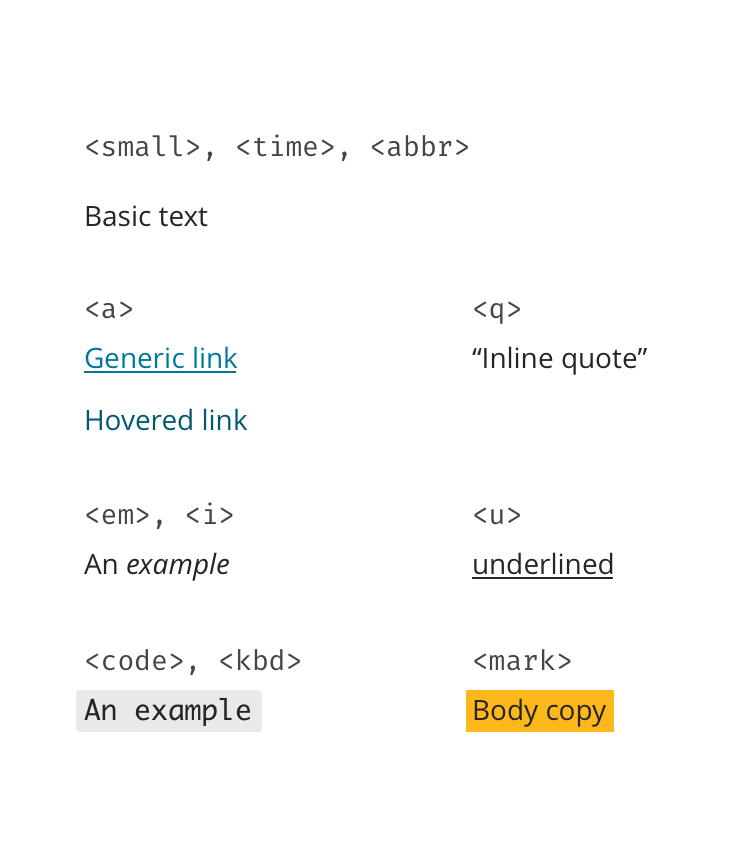 <small>, <time>, <abbr>
Basic text
<a>
<q>
Generic link
“Inline quote”
Hovered link
<em>, <i>
<u>
An example
underlined
<code>, <kbd>
<mark>
An example
Body copy